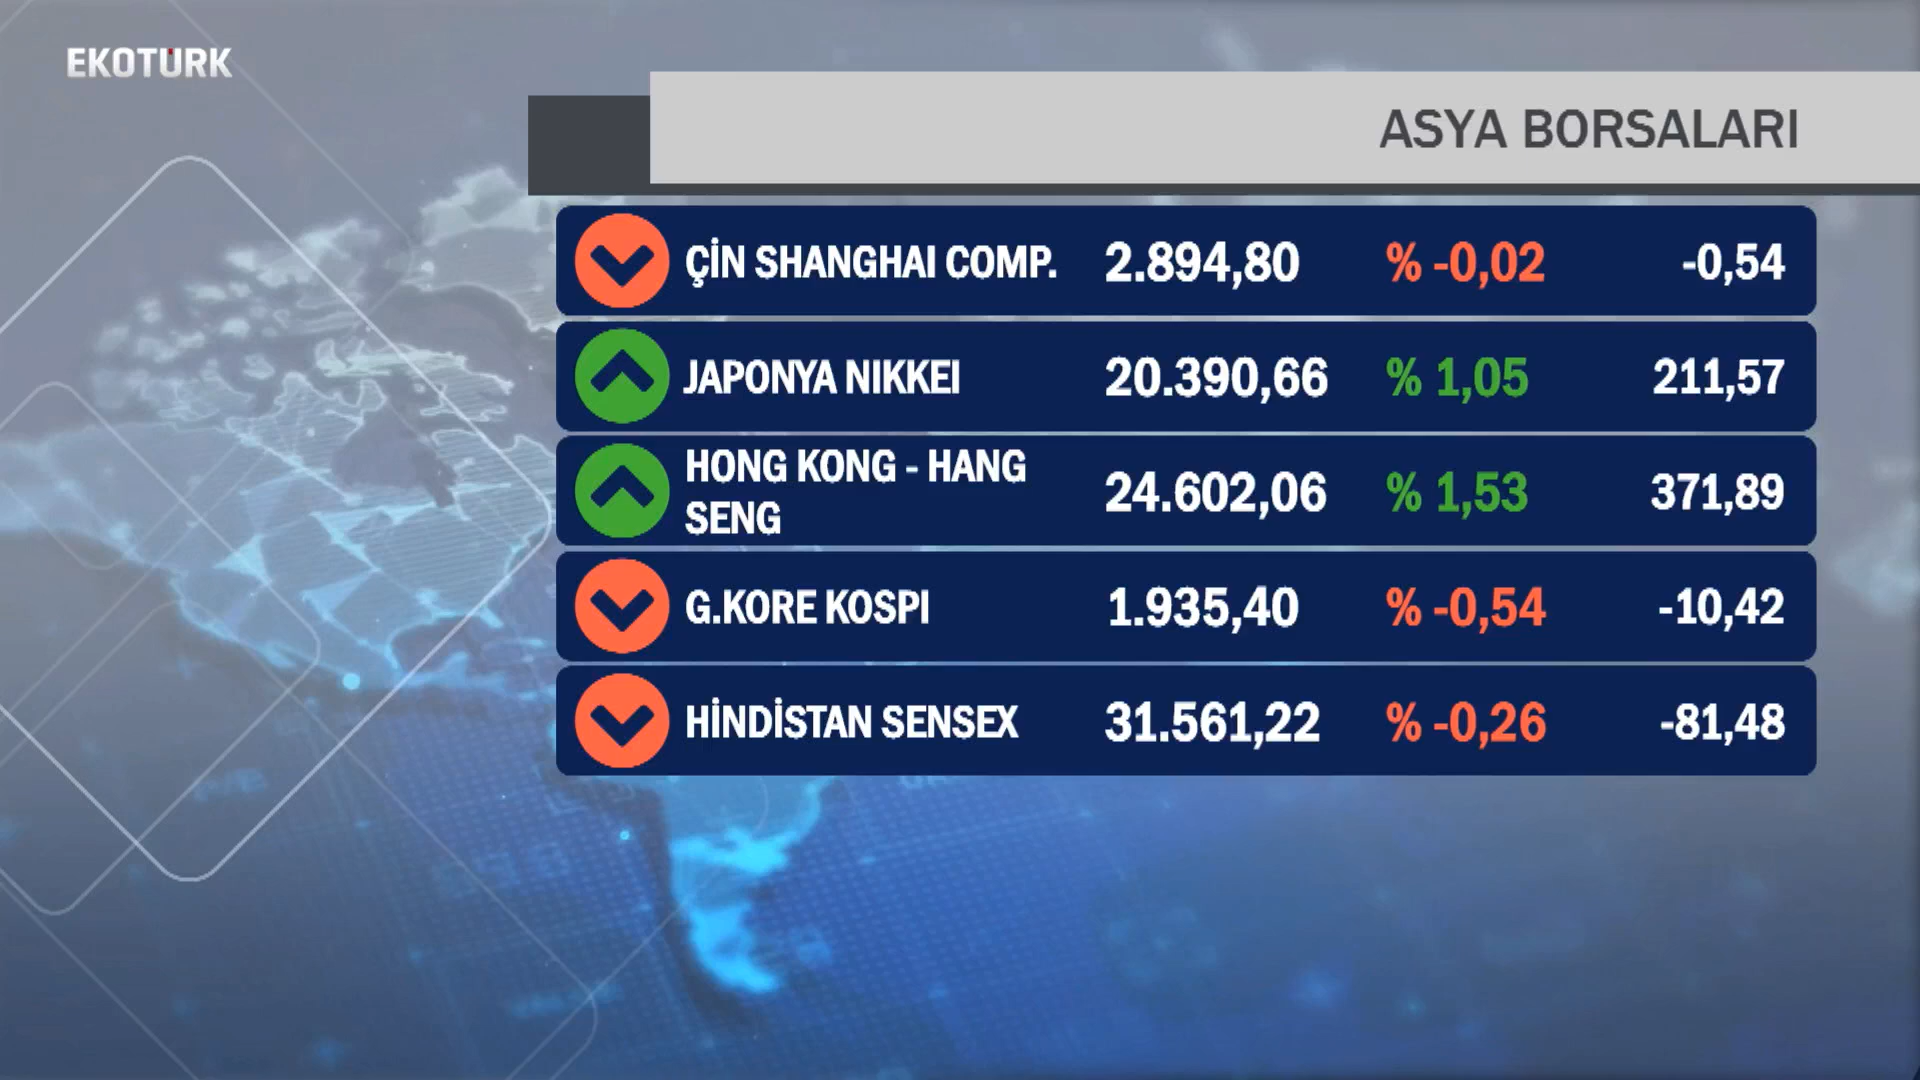 EKOTÜRK
ASYA BORSALARI
ÇİN SHANGHAI COMP. 2.894,80 % -0,02 -0,54
JAPONYA NIKKEI 20.390,66 % 1,05 211,57
HONG KONG - HANG
SENG 24.602,06 % 1,53 371,89
G.KORE KOSPI 1.935,40 % -0,54 -10,42
HİNDİSTAN SENSEX 31.561,22 % -0,26 -81,48